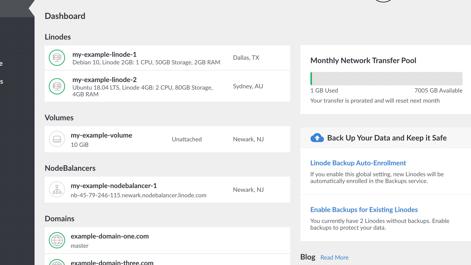 Dashboard
Linodes
my-example-linode-1
Debian 10, Linode 2GB: 1 CPU, 50GB Storage, 2GB RAM
Dallas, TX
my-example-linode-2
Ubuntu 18.04 LTS, Linode 4GB: 2 CPU, 80GB Storage,
4GB RAM
Sydney, AU
Volumes
my-example-volume
10 GiB
Unattached
Newark, NJ
NodeBalancers
my-example-nodebalancer-1
nb-45-79-246-115.newark.nodebalancer.linode.com
Newark, NJ
Domains
example-domain-one.com
master
example-domain-three.com
Monthly Network Transfer Pool
1 GB Used
7005 GB Available
Your transfer is prorated and will reset next month
Back Up Your Data and Keep it Safe
Linode Backup Auto-Enrollment
If you enable this global setting, new Linodes will be
automatically enrolled in the Backups service.
Enable Backups for Existing Linodes
You currently have 2 Linodes without backups. Enable
backups to protect your data.
Blog Read More